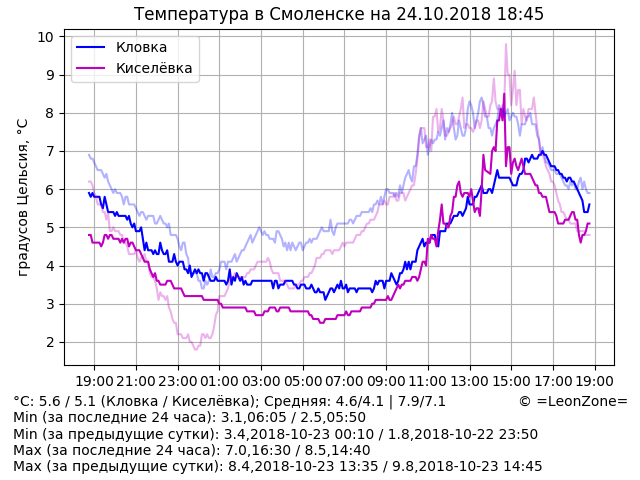 Температура в Смоленске на 24.10.2018 18:45
градусов Цельсия, °C
10
9
8
7
6
5
4
3
2
Кловка
Киселёвка
19:00 21:00 23:00 01:00 03:00 05:00 07:00 09:00 11:00 13:00 15:00 17:00 19:00
°C: 5.6 / 5.1 (Кловка / Киселёвка); Средняя: 4.6/4.1 | 7.9/7.1 © =LeonZone=
Min (за последние 24 часа): 3.1,06:05 / 2.5,05:50
Min (за предыдущие сутки): 3.4,2018-10-23 00:10 / 1.8,2018-10-22 23:50
Max (за последние 24 часа): 7.0,16:30 / 8.5,14:40
Max (за предыдущие сутки): 8.4,2018-10-23 13:35 / 9.8,2018-10-23 14:45